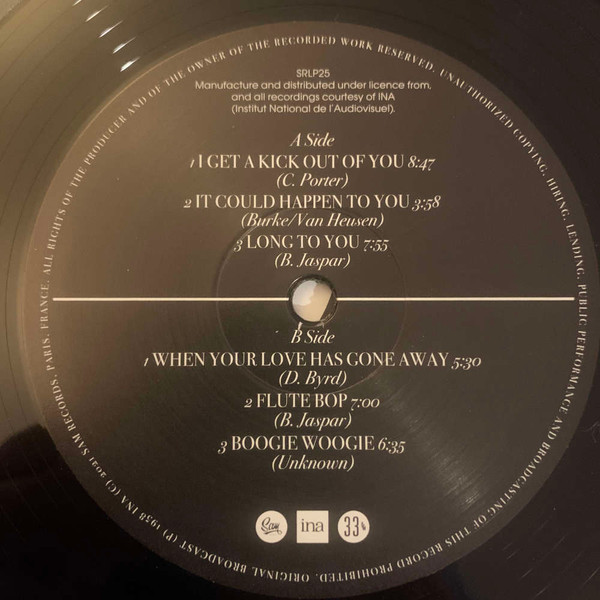 SRLP25
Manufacture and distributed under licence from,
and all recordings courtesy of INA
(Institut National de l'Audiovisuel).
A Side
1 I GET A KICK OUT OF YOU 8:47
(C. Porter)
2 IT COULD HAPPEN TO YOU 3:58
(Burke/Van Heusen)
3 LONG TO YOU 7:55
(B. Jaspar)
B Side
1 WHEN YOUR LOVE HAS GONE AWAY 5:30
(D. Byrd)
2 FLUTE BOP 7:00
(B. Jaspar)
3 BOOGIE WOOGIE 6:35
(Unknown)
Sam
ina
33⅓
ORIGINAL BROADCAST (P) 1958 INA (C) 2021 SAM RECORDS, PARIS, FRANCE. ALL RIGHTS OF THE PRODUCER AND OF THE OWNER OF THE RECORDED WORK RESERVED. UNAUTHORIZED COPYING, HIRING, LENDING, PUBLIC PERFORMANCE AND BROADCASTING OF THIS RECORD PROHIBITED.